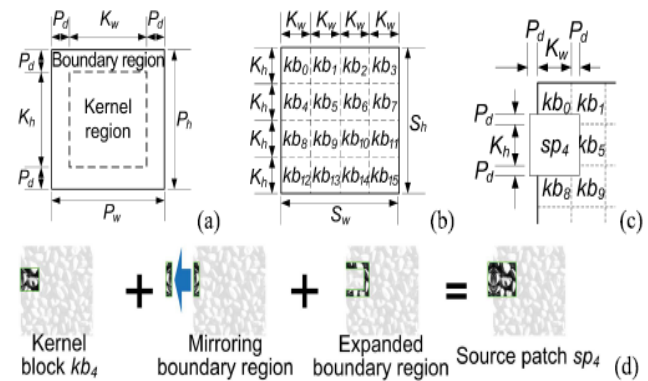 P_d K_w P_d
P_d Boundary region
K_h Kernel
region
P_h
P_d
P_w (a)
K_w K_w K_w K_w
K_h kb_0 kb_1 kb_2 kb_3
K_h kb_4 kb_5 kb_6 kb_7
K_h kb_8 kb_9 kb_10 kb_11
K_h kb_12 kb_13 kb_14 kb_15
S_h
S_w (b)
P_d P_d
K_w
kb_0 kb_1
P_d
K_h sp_4 kb_5
P_d
kb_8 kb_9
(c)
+ + =
Kernel
block kb_4
Mirroring
boundary region
Expanded
boundary region
Source patch sp_4 (d)